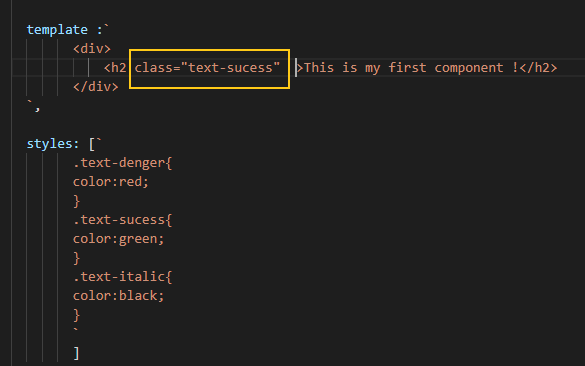 template :`
<div>
<h2 class="text-sucess" >This is my first component !</h2>
</div>
`,
styles: [`
.text-denger{
color:red;
}
.text-sucess{
color:green;
}
.text-italic{
color:black;
}
`
]